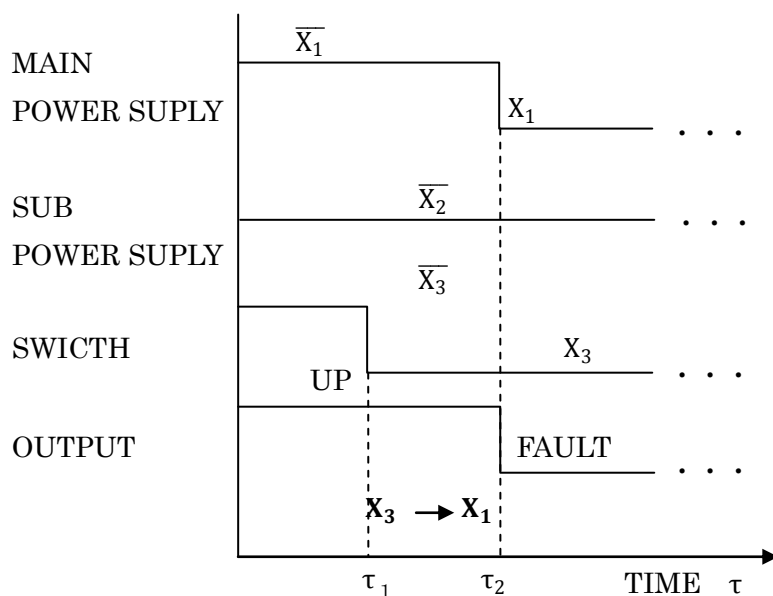 X̅₁
MAIN
POWER SUPLY
X₁
. . .
SUB
X̅₂
. . .
POWER SUPLY
X̅₃
SWICTH
X₃
. . .
UP
OUTPUT
FAULT
. . .
X₃ → X₁
τ₁ τ₂ TIME τ